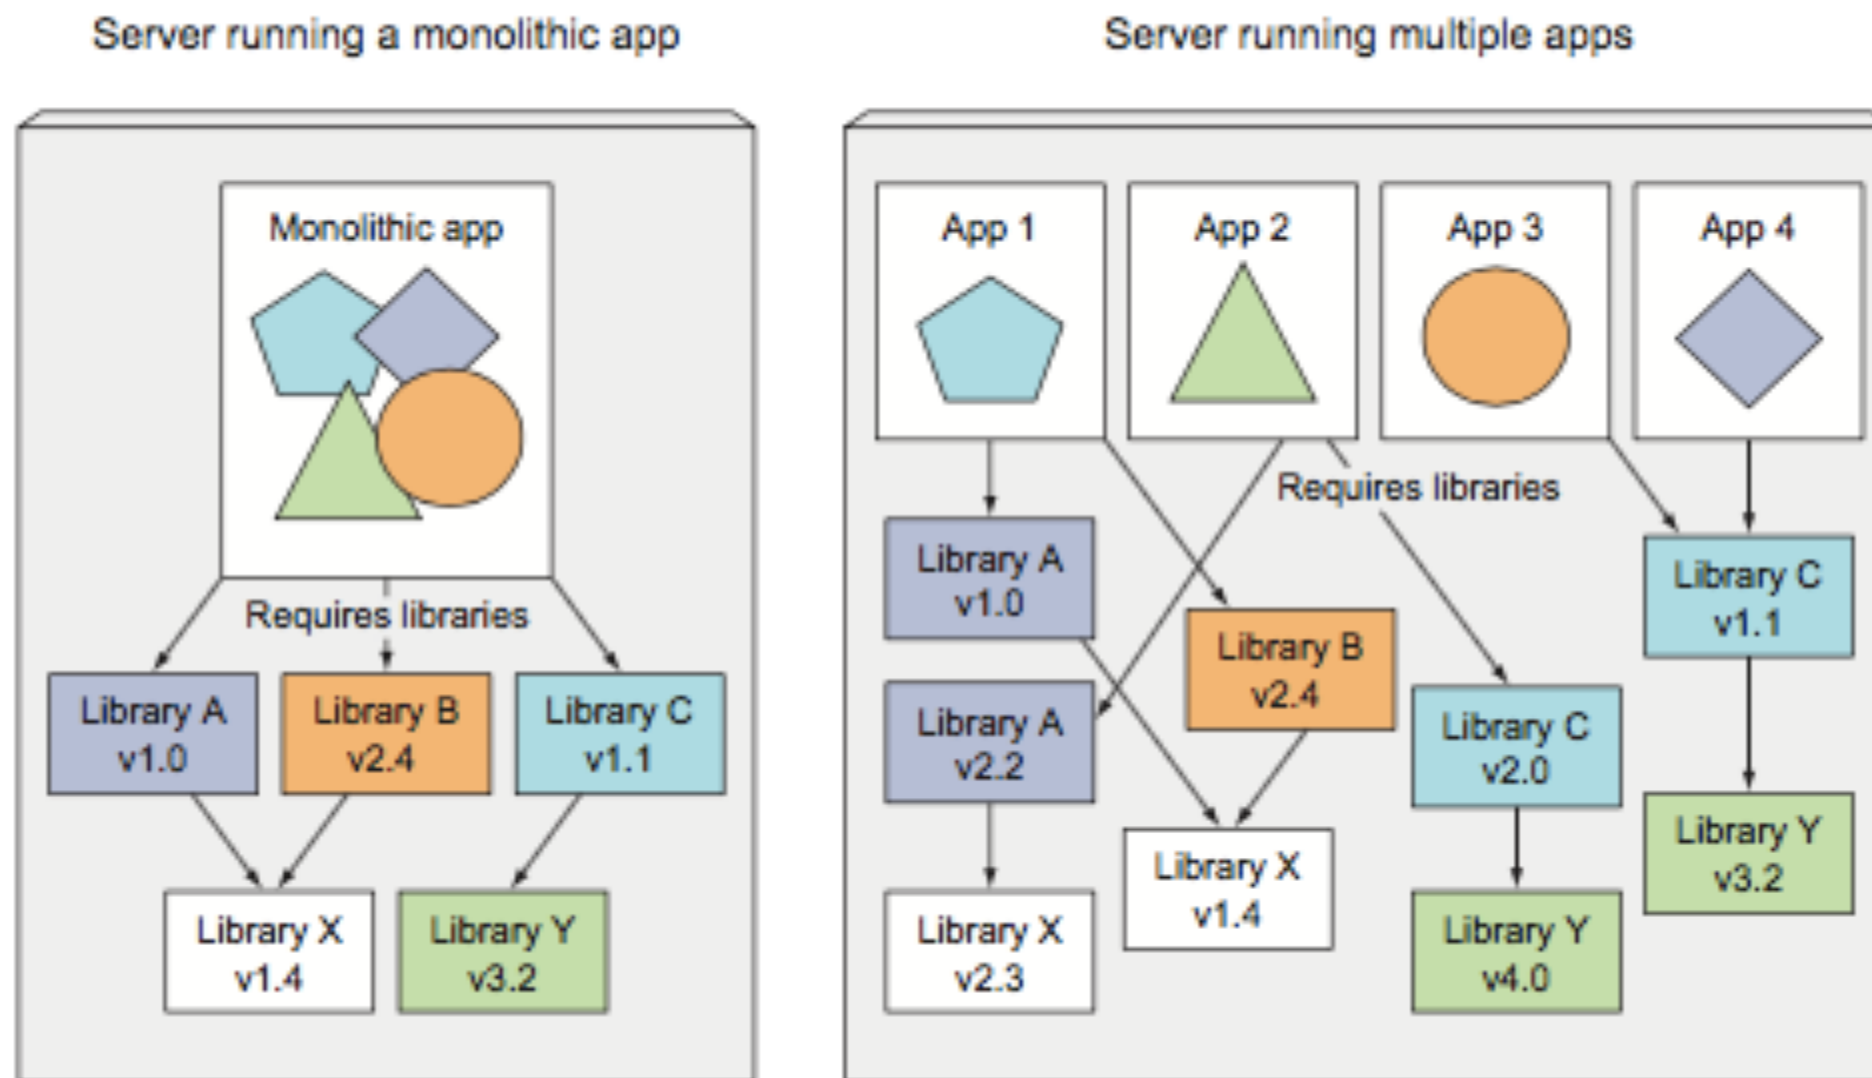 Server running a monolithic app
Monolithic app
Requires libraries
Library A
v1.0
Library B
v2.4
Library C
v1.1
Library X
v1.4
Library Y
v3.2
Server running multiple apps
App 1
App 2
App 3
App 4
Requires libraries
Library A
v1.0
Library B
v2.4
Library C
v1.1
Library A
v2.2
Library C
v2.0
Library X
v1.4
Library Y
v3.2
Library X
v2.3
Library Y
v4.0